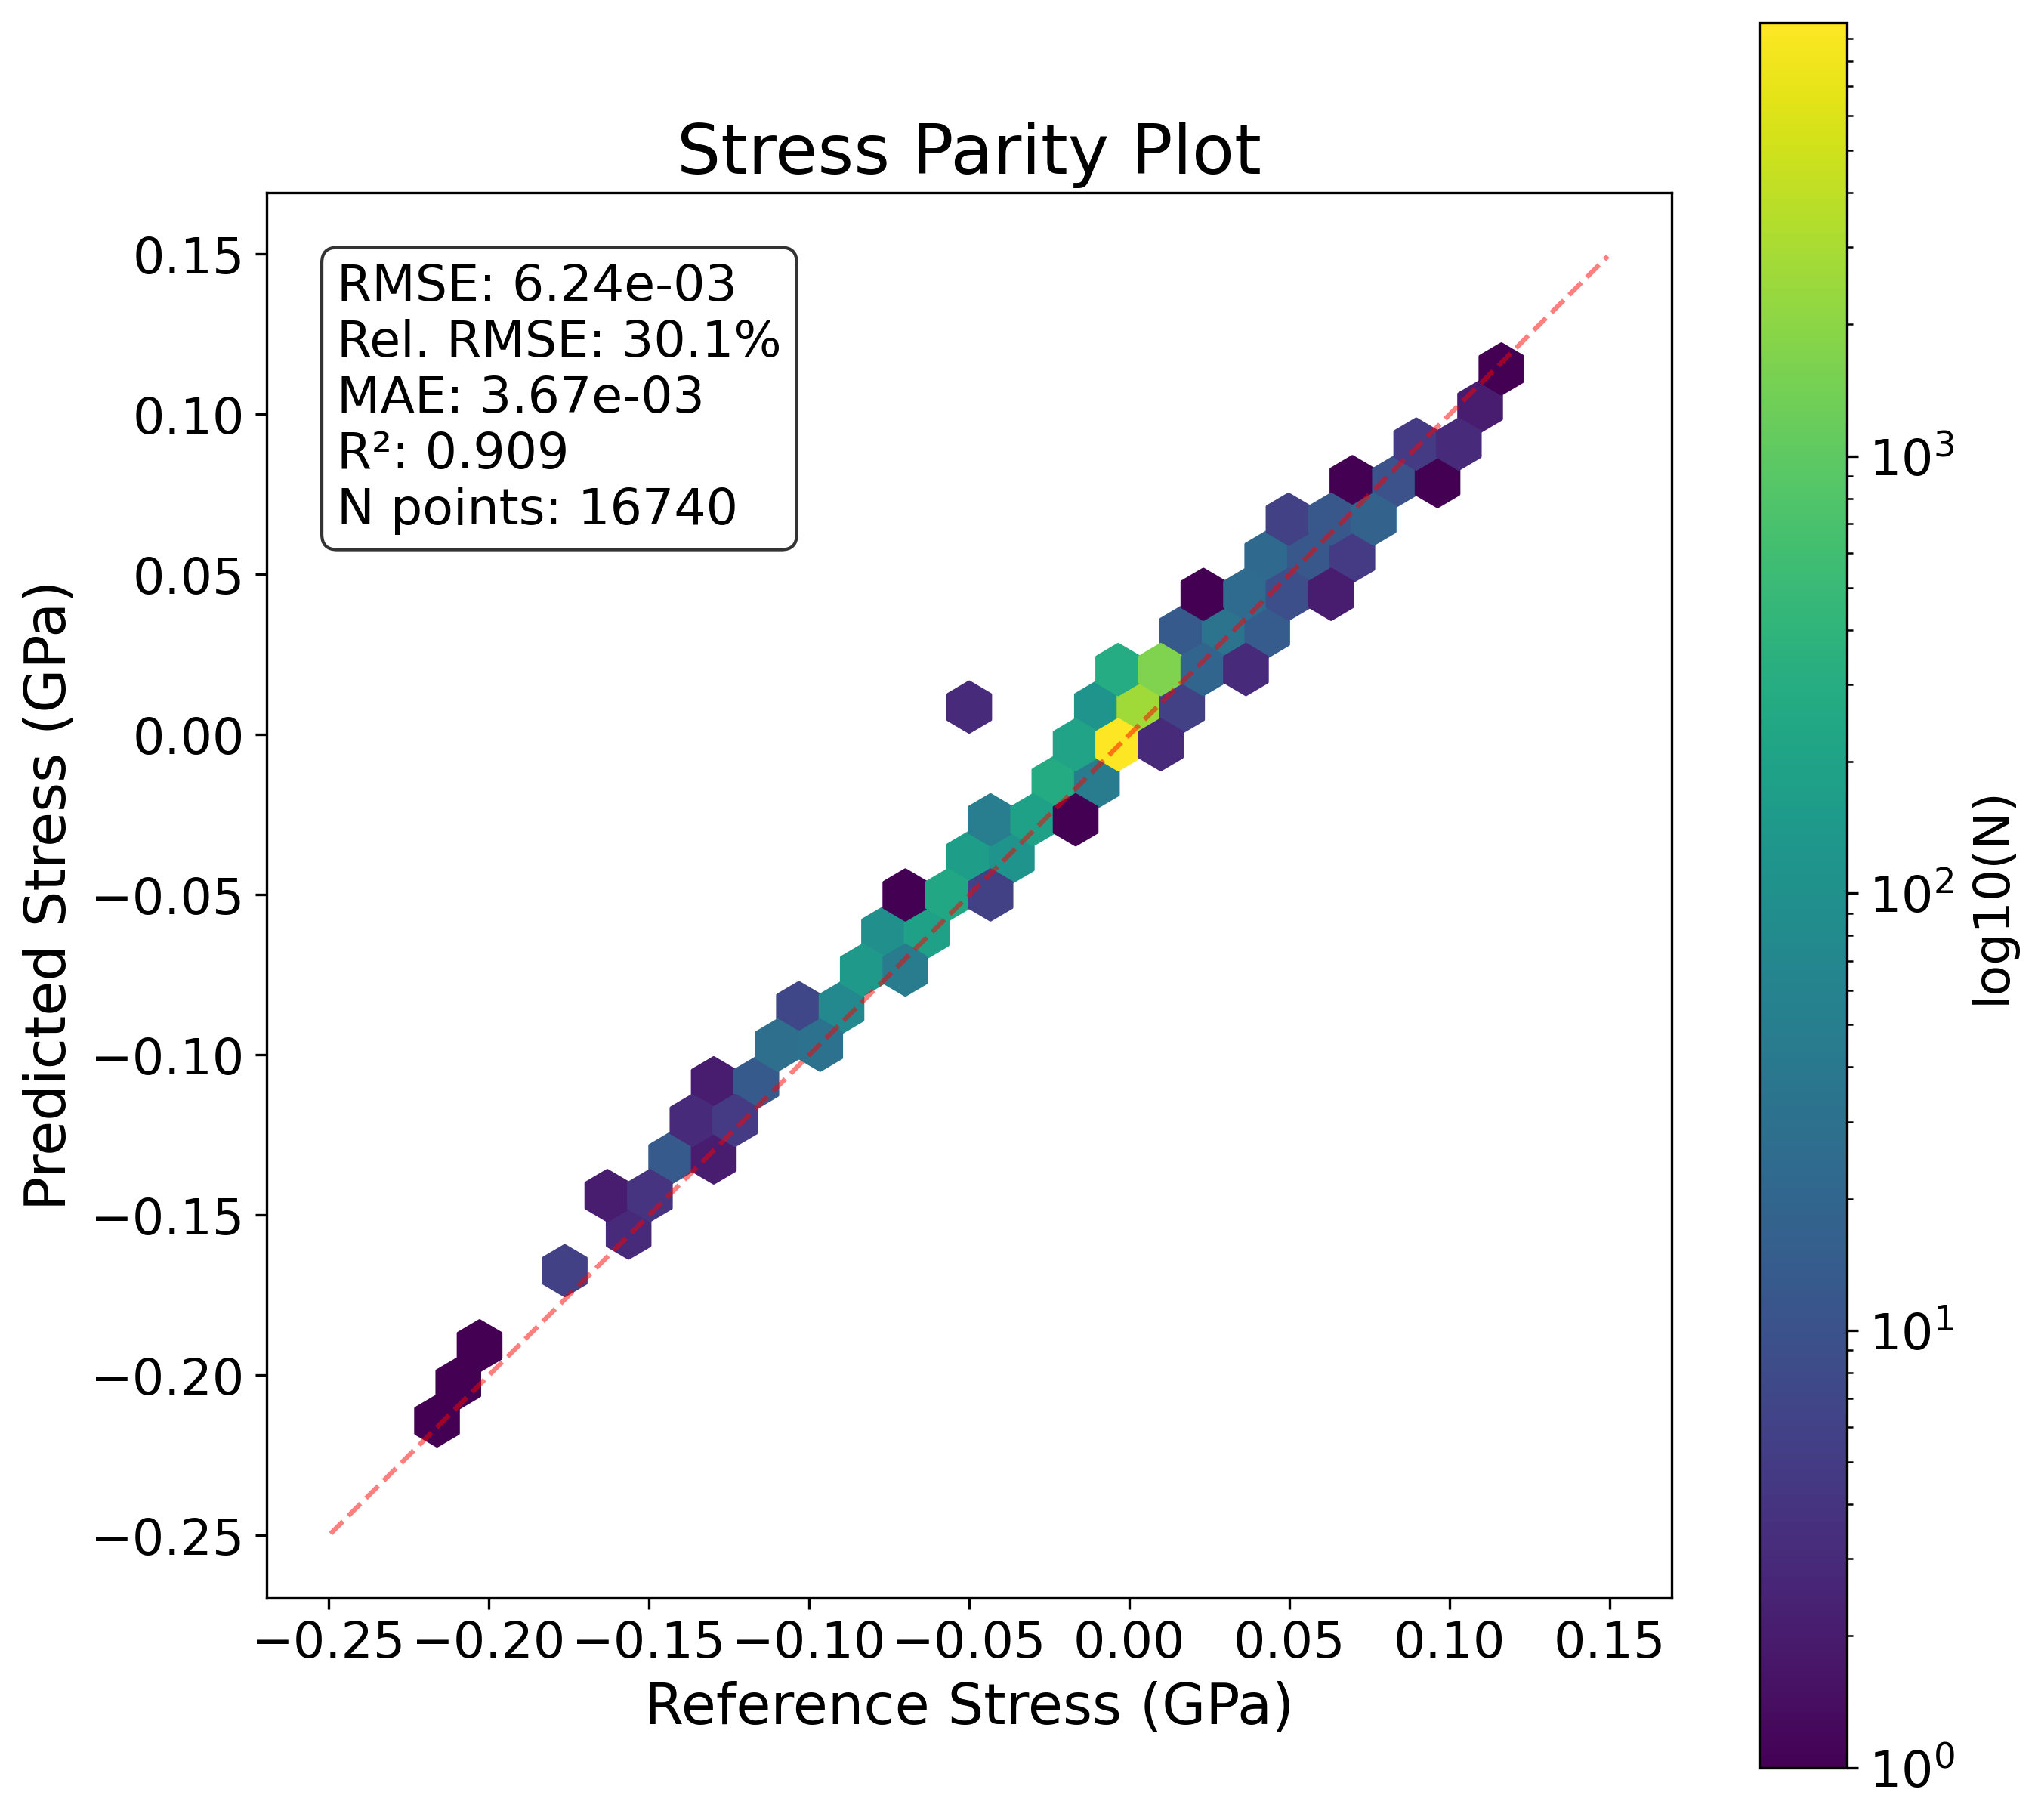 Stress Parity Plot
RMSE: 6.24e-03
Rel. RMSE: 30.1%
MAE: 3.67e-03
R²: 0.909
N points: 16740
Predicted Stress (GPa)
0.15
0.10
0.05
0.00
−0.05
−0.10
−0.15
−0.20
−0.25
−0.25 −0.20 −0.15 −0.10 −0.05 0.00 0.05 0.10 0.15
Reference Stress (GPa)
10³
10²
10¹
10⁰
log10(N)